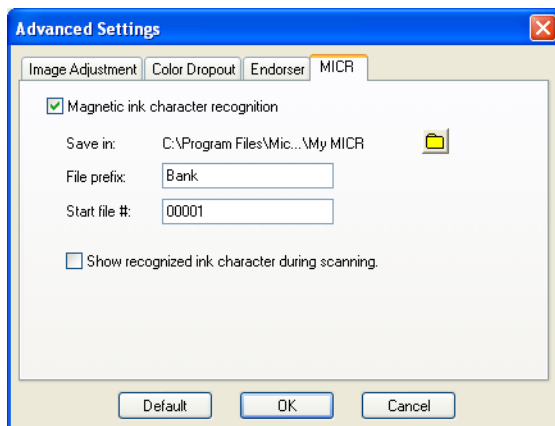 Advanced Settings
Image Adjustment Color Dropout Endorser MICR
Magnetic ink character recognition
Save in: C:\Program Files\Mic...\My MICR
File prefix: Bank
Start file #: 00001
Show recognized ink character during scanning.
Default OK Cancel